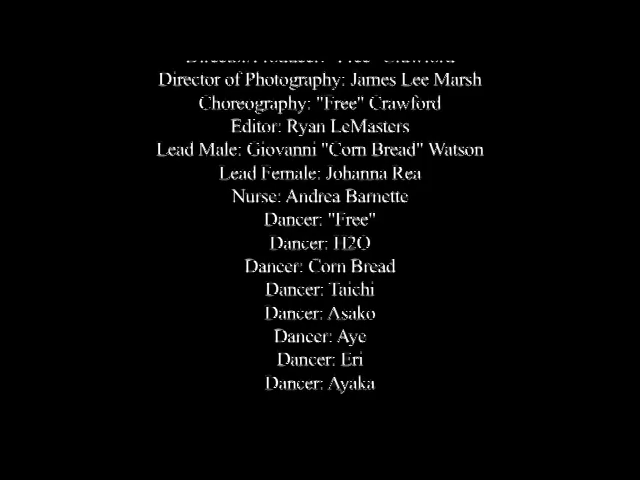 Director of Photography: James Lee Marsh
Choreography: "Free" Crawford
Editor: Ryan LeMasters
Lead Male: Giovanni "Corn Bread" Watson
Lead Female: Johanna Rea
Nurse: Andrea Barnette
Dancer: "Free"
Dancer: H2O
Dancer: Corn Bread
Dancer: Taichi
Dancer: Asako
Dancer: Aye
Dancer: Eri
Dancer: Ayaka